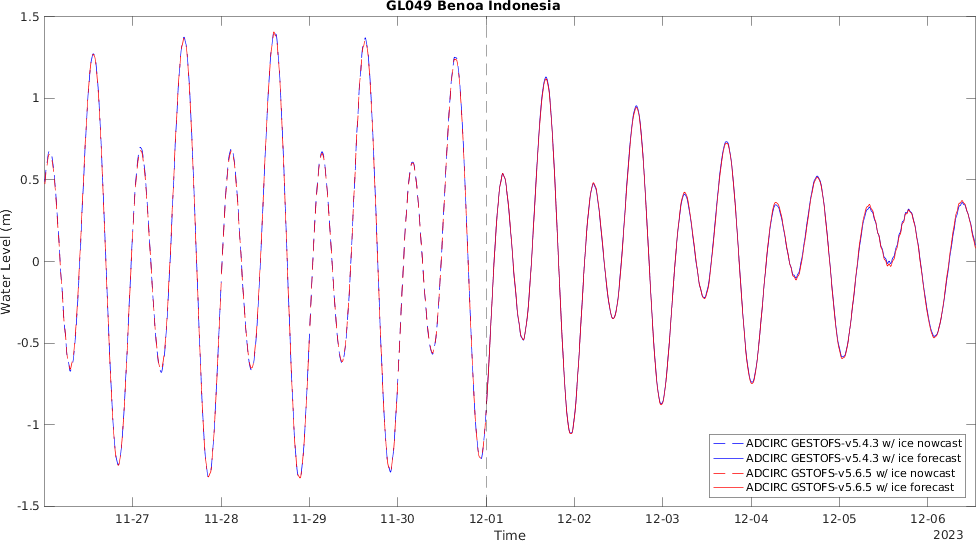 GL049 Benoa Indonesia
1.5
1
0.5
0
-0.5
-1
-1.5
Water Level (m)
ADCIRC GESTOFS-v5.4.3 w/ ice nowcast
ADCIRC GESTOFS-v5.4.3 w/ ice forecast
ADCIRC GSTOFS-v5.6.5 w/ ice nowcast
ADCIRC GSTOFS-v5.6.5 w/ ice forecast
11-27 11-28 11-29 11-30 12-01 12-02 12-03 12-04 12-05 12-06
Time
2023